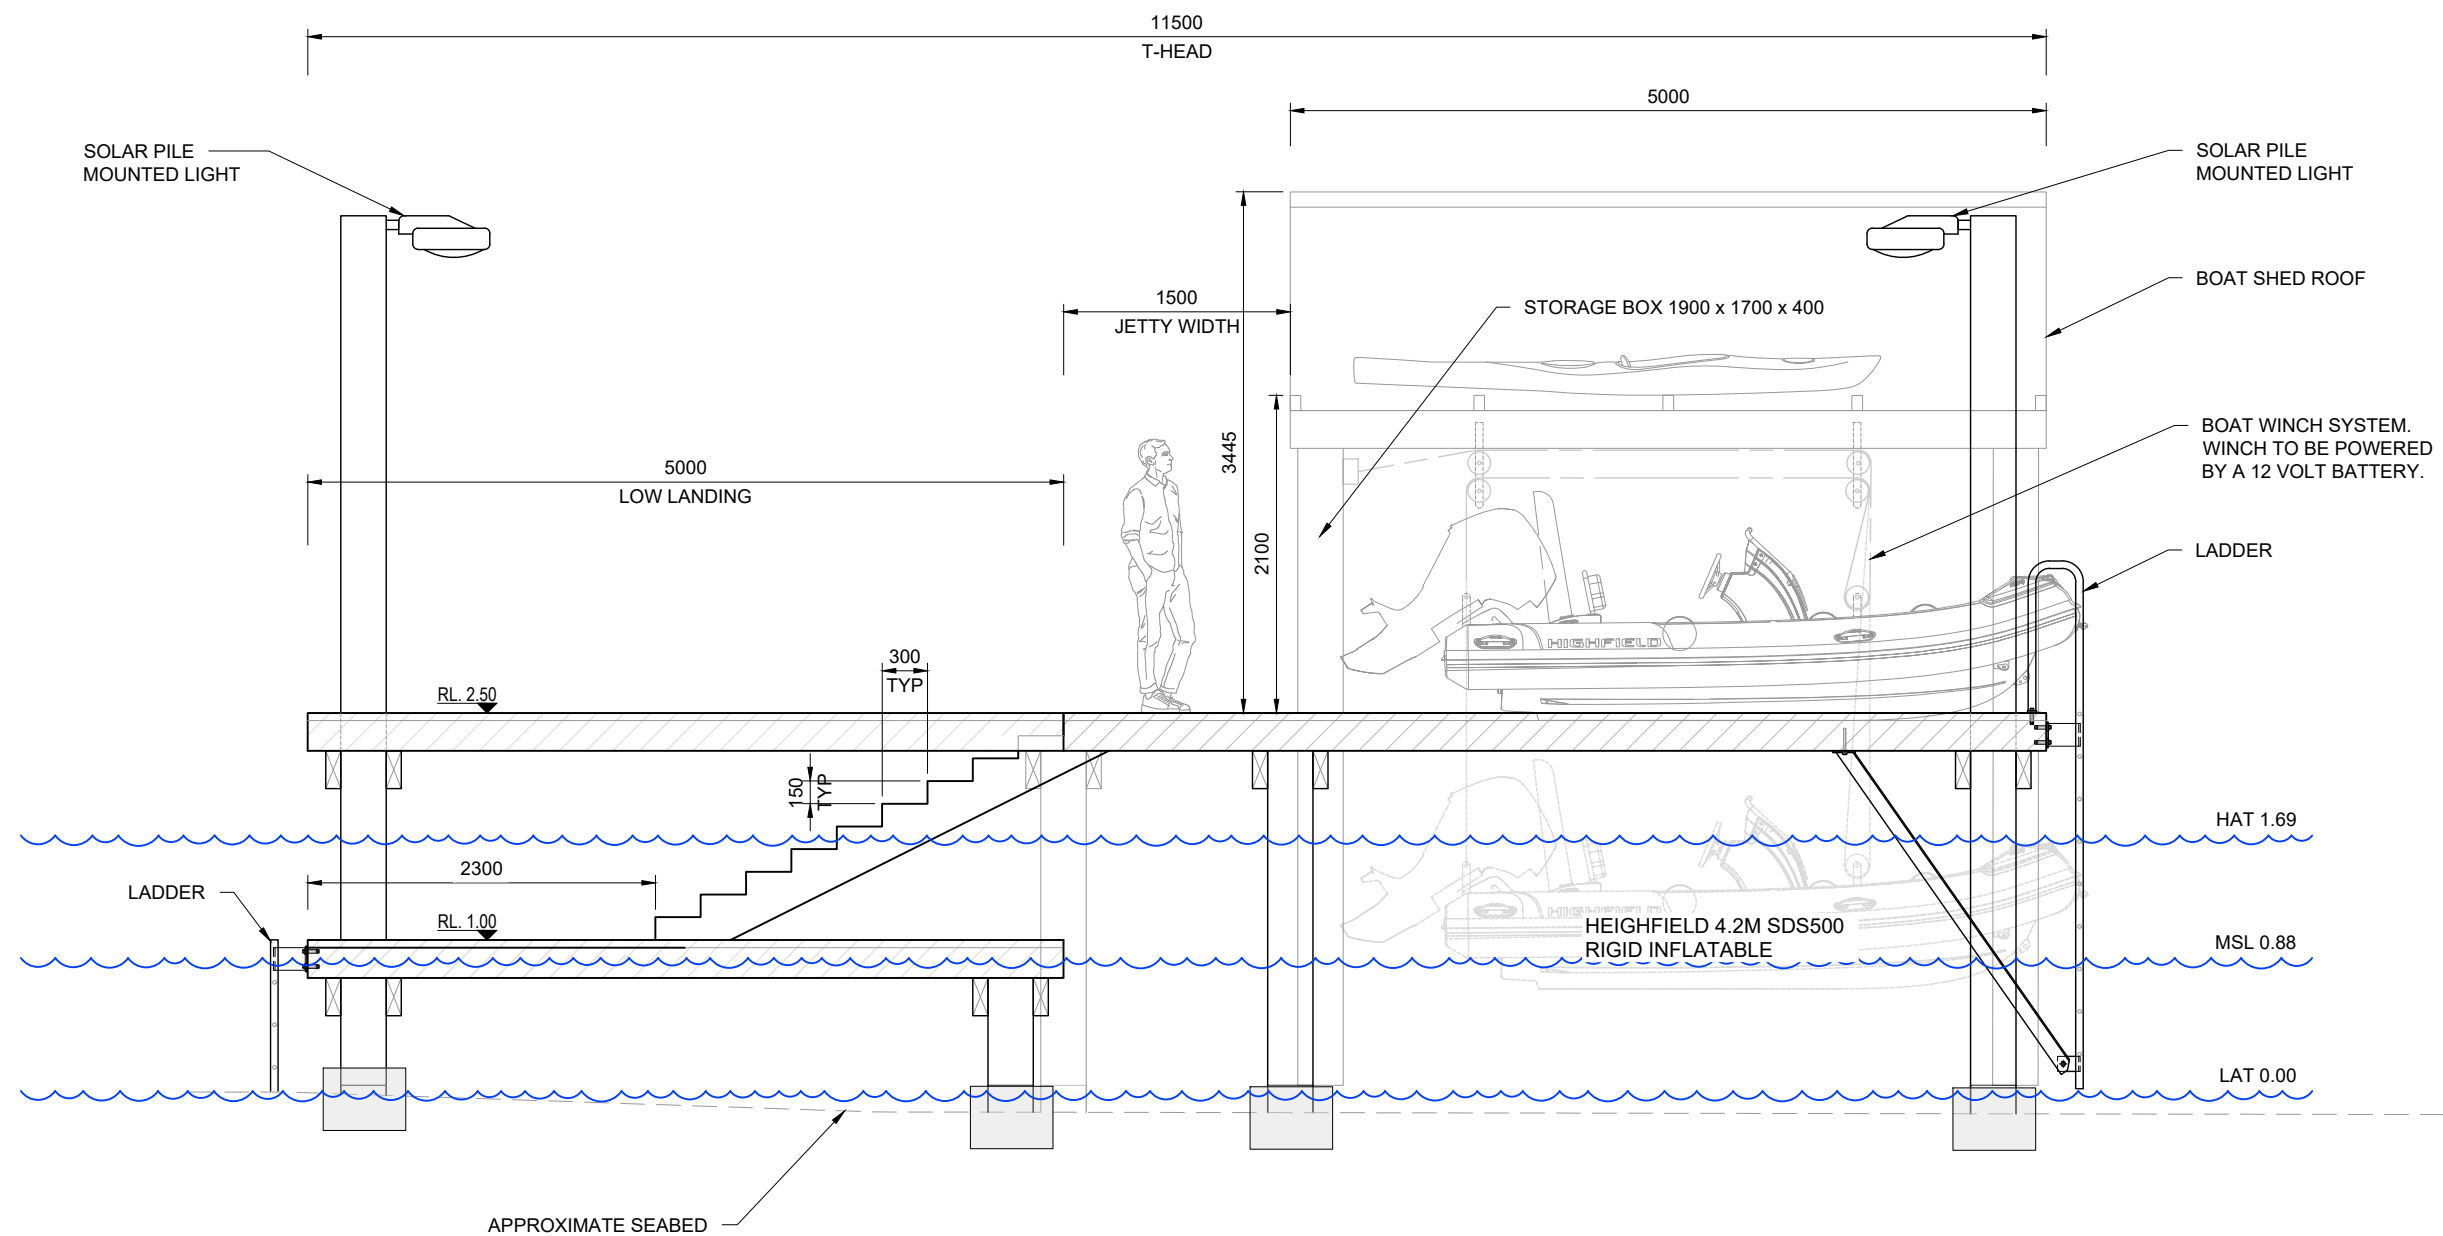 11500
T-HEAD
5000
SOLAR PILE
MOUNTED LIGHT
SOLAR PILE
MOUNTED LIGHT
BOAT SHED ROOF
1500
JETTY WIDTH
STORAGE BOX 1900 x 1700 x 400
3445
2100
BOAT WINCH SYSTEM.
WINCH TO BE POWERED
BY A 12 VOLT BATTERY.
5000
LOW LANDING
LADDER
HIGHFIELD
300
TYP
RL. 2.50
150
TYP
HAT 1.69
2300
LADDER
RL. 1.00
HIGHFIELD
HEIGHFIELD 4.2M SDS500
RIGID INFLATABLE
MSL 0.88
LAT 0.00
APPROXIMATE SEABED